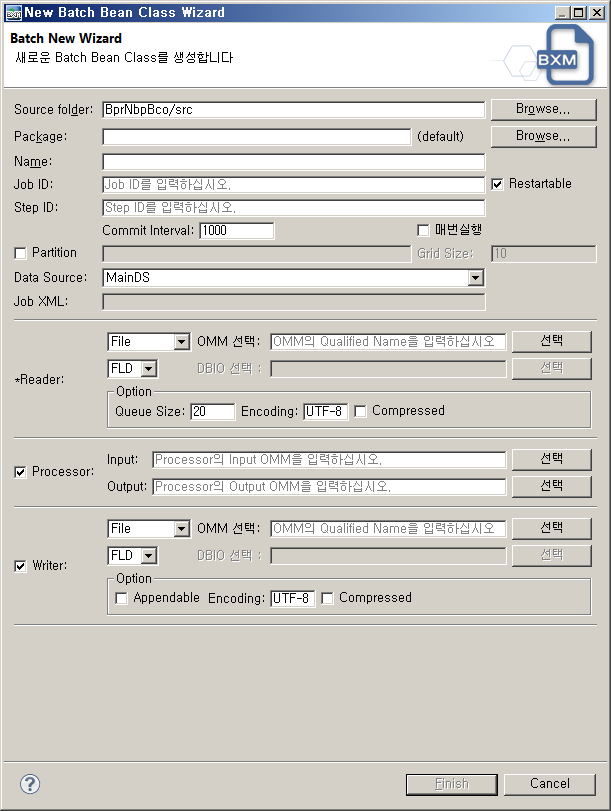 New Batch Bean Class Wizard
Batch New Wizard
새로운 Batch Bean Class를 생성합니다
BXM
Source folder: BprNbpBco/src Browse...
Package: (default) Browse...
Name:
Job ID: Job ID를 입력하십시오. Restartable
Step ID: Step ID를 입력하십시오.
Commit Interval: 1000 매번실행
Partition Grid Size: 10
Data Source: MainDS
Job XML:
File OMM 선택: OMM의 Qualified Name을 입력하십시오 선택
*Reader: FLD DBIO 선택 : 선택
Option
Queue Size: 20 Encoding: UTF-8 Compressed
Processor: Input: Processor의 Input OMM을 입력하십시오. 선택
Output: Processor의 Output OMM을 입력하십시오. 선택
File OMM 선택: OMM의 Qualified Name을 입력하십시오 선택
Writer: FLD DBIO 선택 : 선택
Option
Appendable Encoding: UTF-8 Compressed
? Finish Cancel